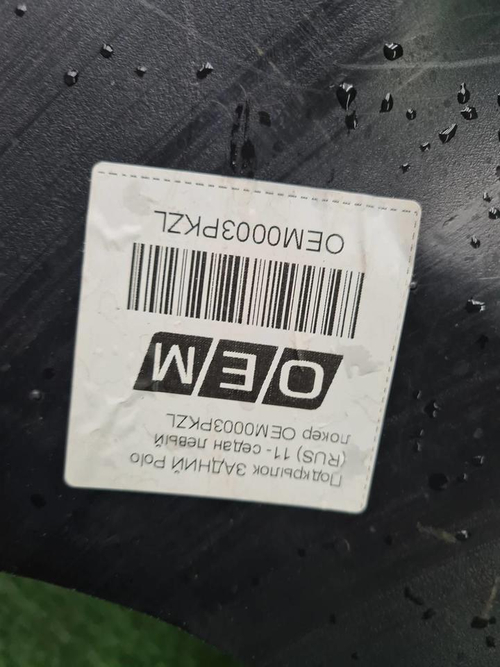 Подкрылок ЗАДНИЙ Polo
(RUS) 11- седан левый
локер OEM0003PKZL
OEM
OEM0003PKZL